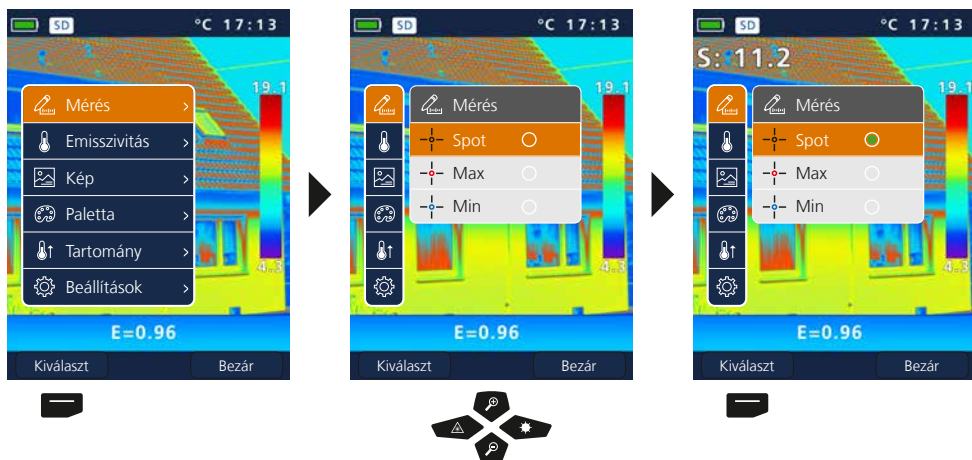 SD °C 17:13
19.1
Mérés
Emisszivitás
Kép
Paletta
Tartomány
Beállítások
4.3
E=0.96
Kiválaszt Bezár
SD °C 17:13
19.1
Mérés
Spot
Max
Min
4.3
E=0.96
Kiválaszt Bezár
SD °C 17:13
S: 11.2
19.1
Mérés
Spot
Max
Min
4.3
E=0.96
Kiválaszt Bezár